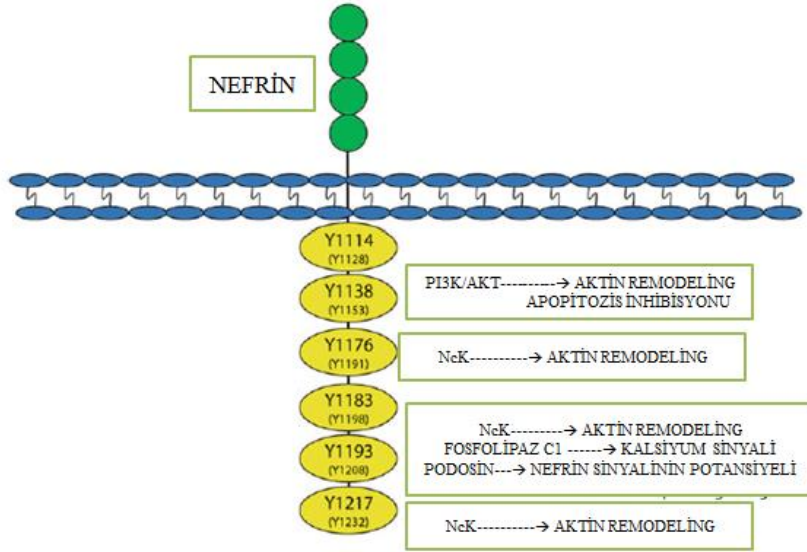 NEFRİN
Y1114
(Y1128)
Y1138
(Y1153)
PI3K/AKT----------→ AKTİN REMODELİNG
APOPİTOZİS İNHİBİSYONU
Y1176
(Y1191)
NcK----------→ AKTİN REMODELİNG
Y1183
(Y1198)
Y1193
(Y1208)
NcK---------→ AKTİN REMODELİNG
FOSFOLİPAZ C1 ------→ KALSİYUM SİNYALİ
PODOSİN---→ NEFRİN SİNYALİNİN POTANSİYELİ
Y1217
(Y1232)
NcK----------→ AKTİN REMODELİNG